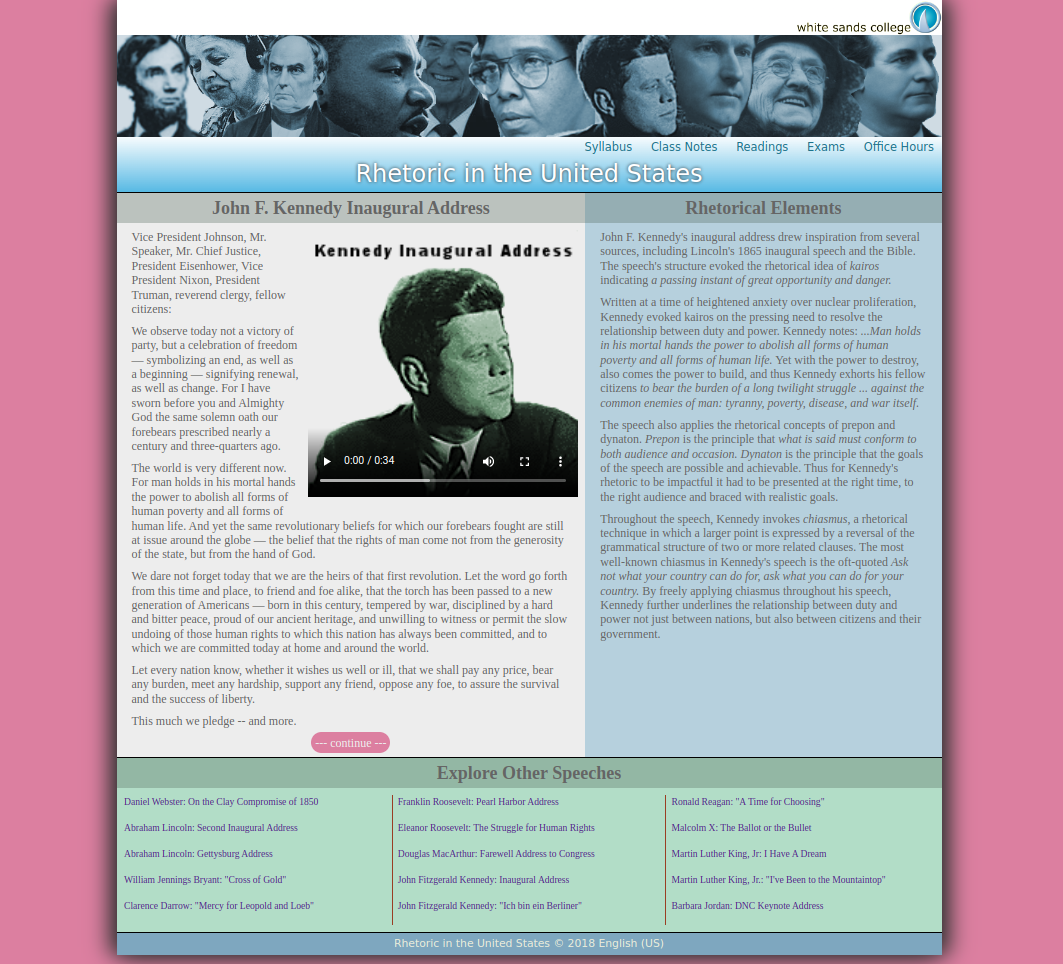 white sands college
Syllabus Class Notes Readings Exams Office Hours
Rhetoric in the United States
John F. Kennedy Inaugural Address
Vice President Johnson, Mr.
Speaker, Mr. Chief Justice,
President Eisenhower, Vice
President Nixon, President
Truman, reverend clergy, fellow
citizens:
We observe today not a victory of
party, but a celebration of freedom
— symbolizing an end, as well as
a beginning — signifying renewal,
as well as change. For I have
sworn before you and Almighty
God the same solemn oath our
forebears prescribed nearly a
century and three-quarters ago.
The world is very different now.
For man holds in his mortal hands
the power to abolish all forms of
human poverty and all forms of
human life. And yet the same revolutionary beliefs for which our forebears fought are still
at issue around the globe — the belief that the rights of man come not from the generosity
of the state, but from the hand of God.
Kennedy Inaugural Address
0:00 / 0:34
We dare not forget today that we are the heirs of that first revolution. Let the word go forth
from this time and place, to friend and foe alike, that the torch has been passed to a new
generation of Americans — born in this century, tempered by war, disciplined by a hard
and bitter peace, proud of our ancient heritage, and unwilling to witness or permit the slow
undoing of those human rights to which this nation has always been committed, and to
which we are committed today at home and around the world.
Let every nation know, whether it wishes us well or ill, that we shall pay any price, bear
any burden, meet any hardship, support any friend, oppose any foe, to assure the survival
and the success of liberty.
This much we pledge -- and more.
--- continue ---
Rhetorical Elements
John F. Kennedy's inaugural address drew inspiration from several
sources, including Lincoln's 1865 inaugural speech and the Bible.
The speech's structure evoked the rhetorical idea of kairos
indicating a passing instant of great opportunity and danger.
Written at a time of heightened anxiety over nuclear proliferation,
Kennedy evoked kairos on the pressing need to resolve the
relationship between duty and power. Kennedy notes: ...Man holds
in his mortal hands the power to abolish all forms of human
poverty and all forms of human life. Yet with the power to destroy,
also comes the power to build, and thus Kennedy exhorts his fellow
citizens to bear the burden of a long twilight struggle ... against the
common enemies of man: tyranny, poverty, disease, and war itself.
The speech also applies the rhetorical concepts of prepon and
dynaton. Prepon is the principle that what is said must conform to
both audience and occasion. Dynaton is the principle that the goals
of the speech are possible and achievable. Thus for Kennedy's
rhetoric to be impactful it had to be presented at the right time, to
the right audience and braced with realistic goals.
Throughout the speech, Kennedy invokes chiasmus, a rhetorical
technique in which a larger point is expressed by a reversal of the
grammatical structure of two or more related clauses. The most
well-known chiasmus in Kennedy's speech is the oft-quoted Ask
not what your country can do for, ask what you can do for your
country. By freely applying chiasmus throughout his speech,
Kennedy further underlines the relationship between duty and
power not just between nations, but also between citizens and their
government.
Explore Other Speeches
Daniel Webster: On the Clay Compromise of 1850
Abraham Lincoln: Second Inaugural Address
Abraham Lincoln: Gettysburg Address
William Jennings Bryant: "Cross of Gold"
Clarence Darrow: "Mercy for Leopold and Loeb"
Franklin Roosevelt: Pearl Harbor Address
Eleanor Roosevelt: The Struggle for Human Rights
Douglas MacArthur: Farewell Address to Congress
John Fitzgerald Kennedy: Inaugural Address
John Fitzgerald Kennedy: "Ich bin ein Berliner"
Ronald Reagan: "A Time for Choosing"
Malcolm X: The Ballot or the Bullet
Martin Luther King, Jr: I Have A Dream
Martin Luther King, Jr.: "I've Been to the Mountaintop"
Barbara Jordan: DNC Keynote Address
Rhetoric in the United States © 2018 English (US)